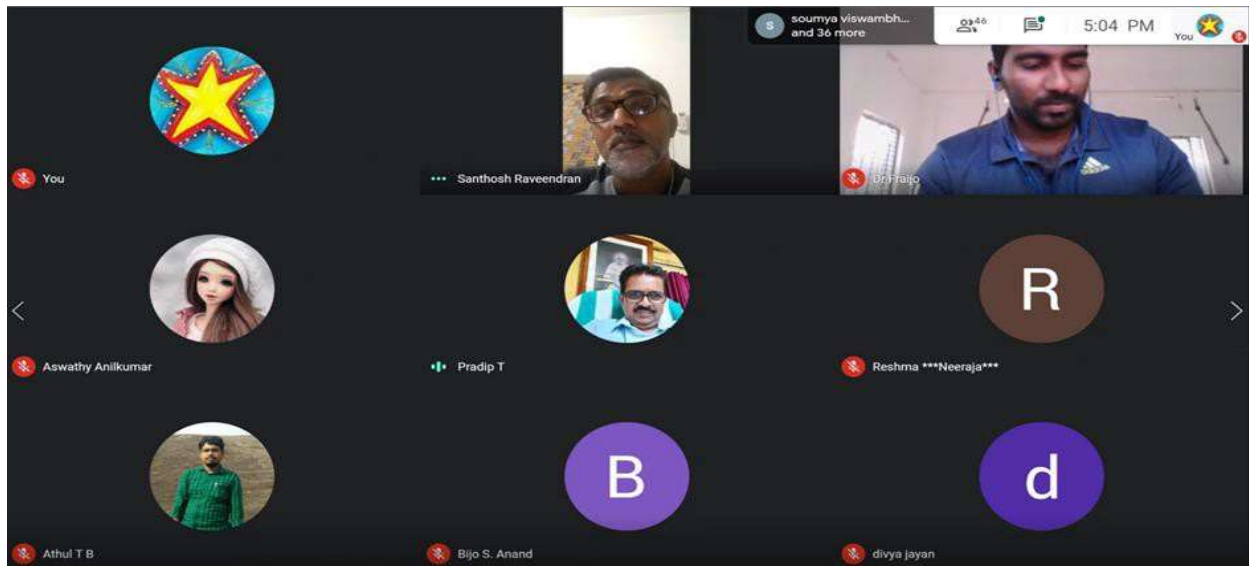 S
soumya viswambh...
and 36 more
46
5:04 PM
You
You
Santhosh Raveendran
Dr Fraijo
adidas
Aswathy Anilkumar
Pradip T
R
Reshma ***Neeraja***
Athul T B
B
Bijo S. Anand
d
divya jayan